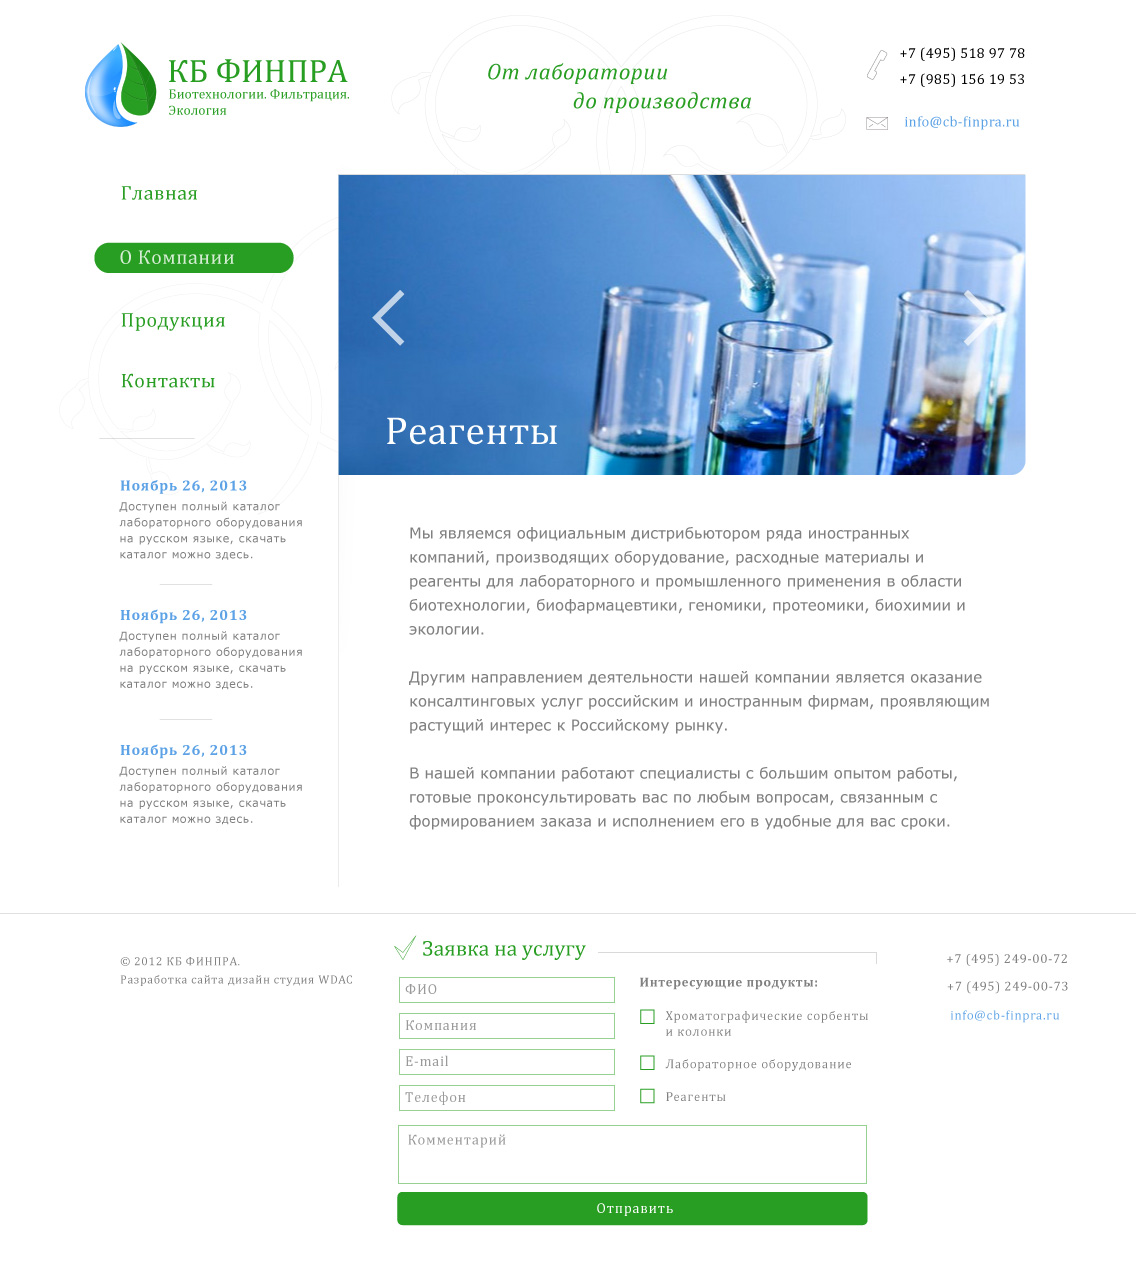 КБ ФИНПРА
Биотехнологии. Фильтрация.
Экология
От лаборатории
до производства
+7 (495) 518 97 78
+7 (985) 156 19 53
info@cb-finpra.ru
Главная
О Компании
Продукция
Контакты
Реагенты
Ноябрь 26, 2013
Доступен полный каталог
лабораторного оборудования
на русском языке, скачать
каталог можно здесь.
Ноябрь 26, 2013
Доступен полный каталог
лабораторного оборудования
на русском языке, скачать
каталог можно здесь.
Ноябрь 26, 2013
Доступен полный каталог
лабораторного оборудования
на русском языке, скачать
каталог можно здесь.
Мы являемся официальным дистрибьютором ряда иностранных
компаний, производящих оборудование, расходные материалы и
реагенты для лабораторного и промышленного применения в области
биотехнологии, биофармацевтики, геномики, протеомики, биохимии и
экологии.
Другим направлением деятельности нашей компании является оказание
консалтинговых услуг российским и иностранным фирмам, проявляющим
растущий интерес к Российскому рынку.
В нашей компании работают специалисты с большим опытом работы,
готовые проконсультировать вас по любым вопросам, связанным с
формированием заказа и исполнением его в удобные для вас сроки.
© 2012 КБ ФИНПРА.
Разработка сайта дизайн студия WDAC
Заявка на услугу
ФИО
Компания
E-mail
Телефон
Интересующие продукты:
Хроматографические сорбенты
и колонки
Лабораторное оборудование
Реагенты
Комментарий
Отправить
+7 (495) 249-00-72
+7 (495) 249-00-73
info@cb-finpra.ru